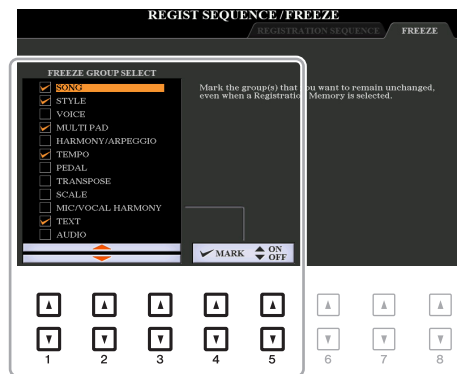 REGIST SEQUENCE / FREEZE
REGISTRATION SEQUENCE
FREEZE
FREEZE GROUP SELECT
SONG
STYLE
VOICE
MULTI PAD
HARMONY/ARPEGGIO
TEMPO
PEDAL
TRANSPOSE
SCALE
MIC/VOCAL HARMONY
TEXT
AUDIO
Mark the group(s) that you want to remain unchanged,
even when a Registration Memory is selected.
MARK
ON
OFF
1 2 3 4 5 6 7 8